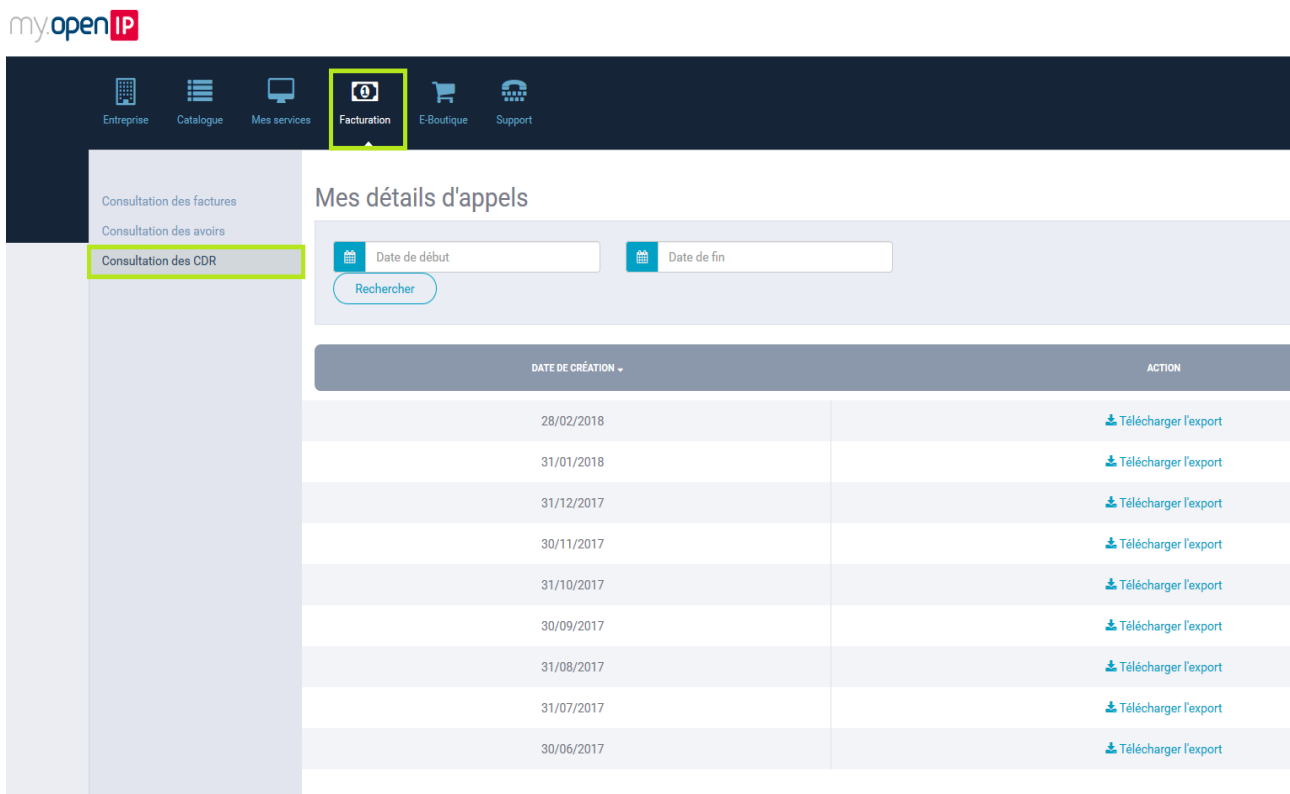 my.openIP
Entreprise Catalogue Mes services Facturation E-Boutique Support
Consultation des factures
Consultation des avoirs
Consultation des CDR
Mes détails d'appels
Date de début Date de fin
Rechercher
DATE DE CRÉATION ACTION
28/02/2018 Télécharger l'export
31/01/2018 Télécharger l'export
31/12/2017 Télécharger l'export
30/11/2017 Télécharger l'export
31/10/2017 Télécharger l'export
30/09/2017 Télécharger l'export
31/08/2017 Télécharger l'export
31/07/2017 Télécharger l'export
30/06/2017 Télécharger l'export